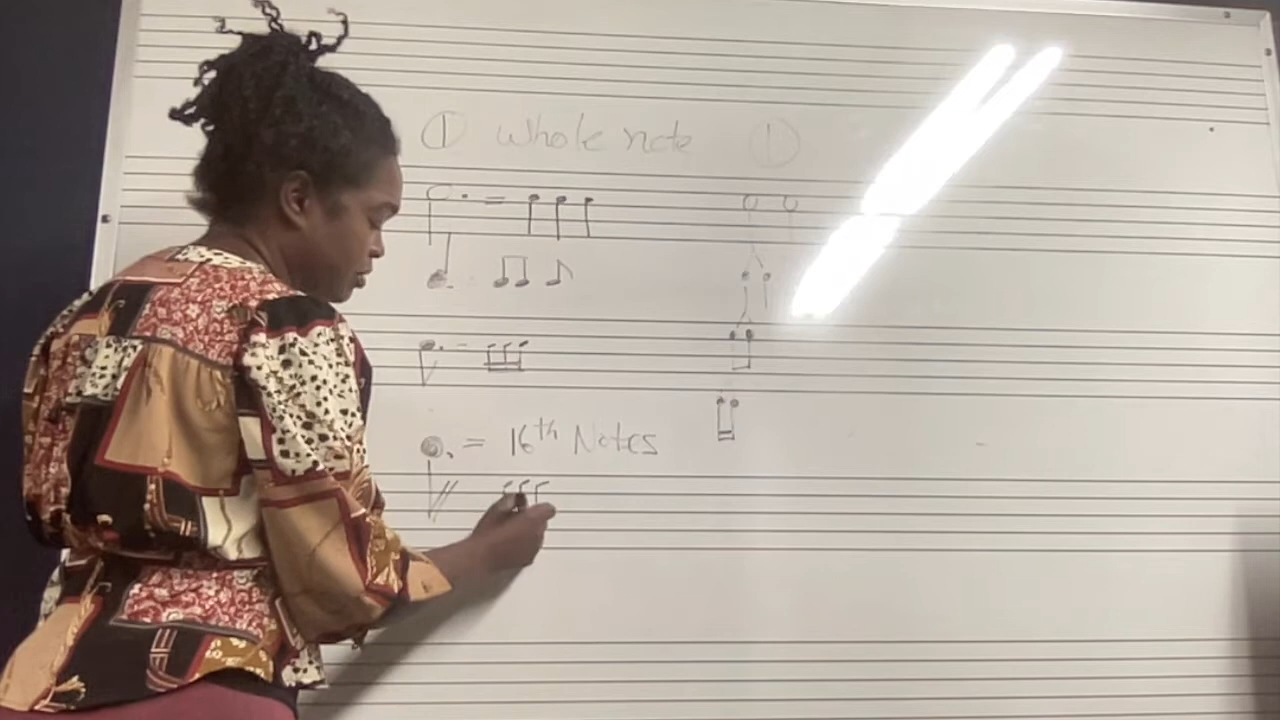 ① Whole note ①
=
=
= 16th Notes